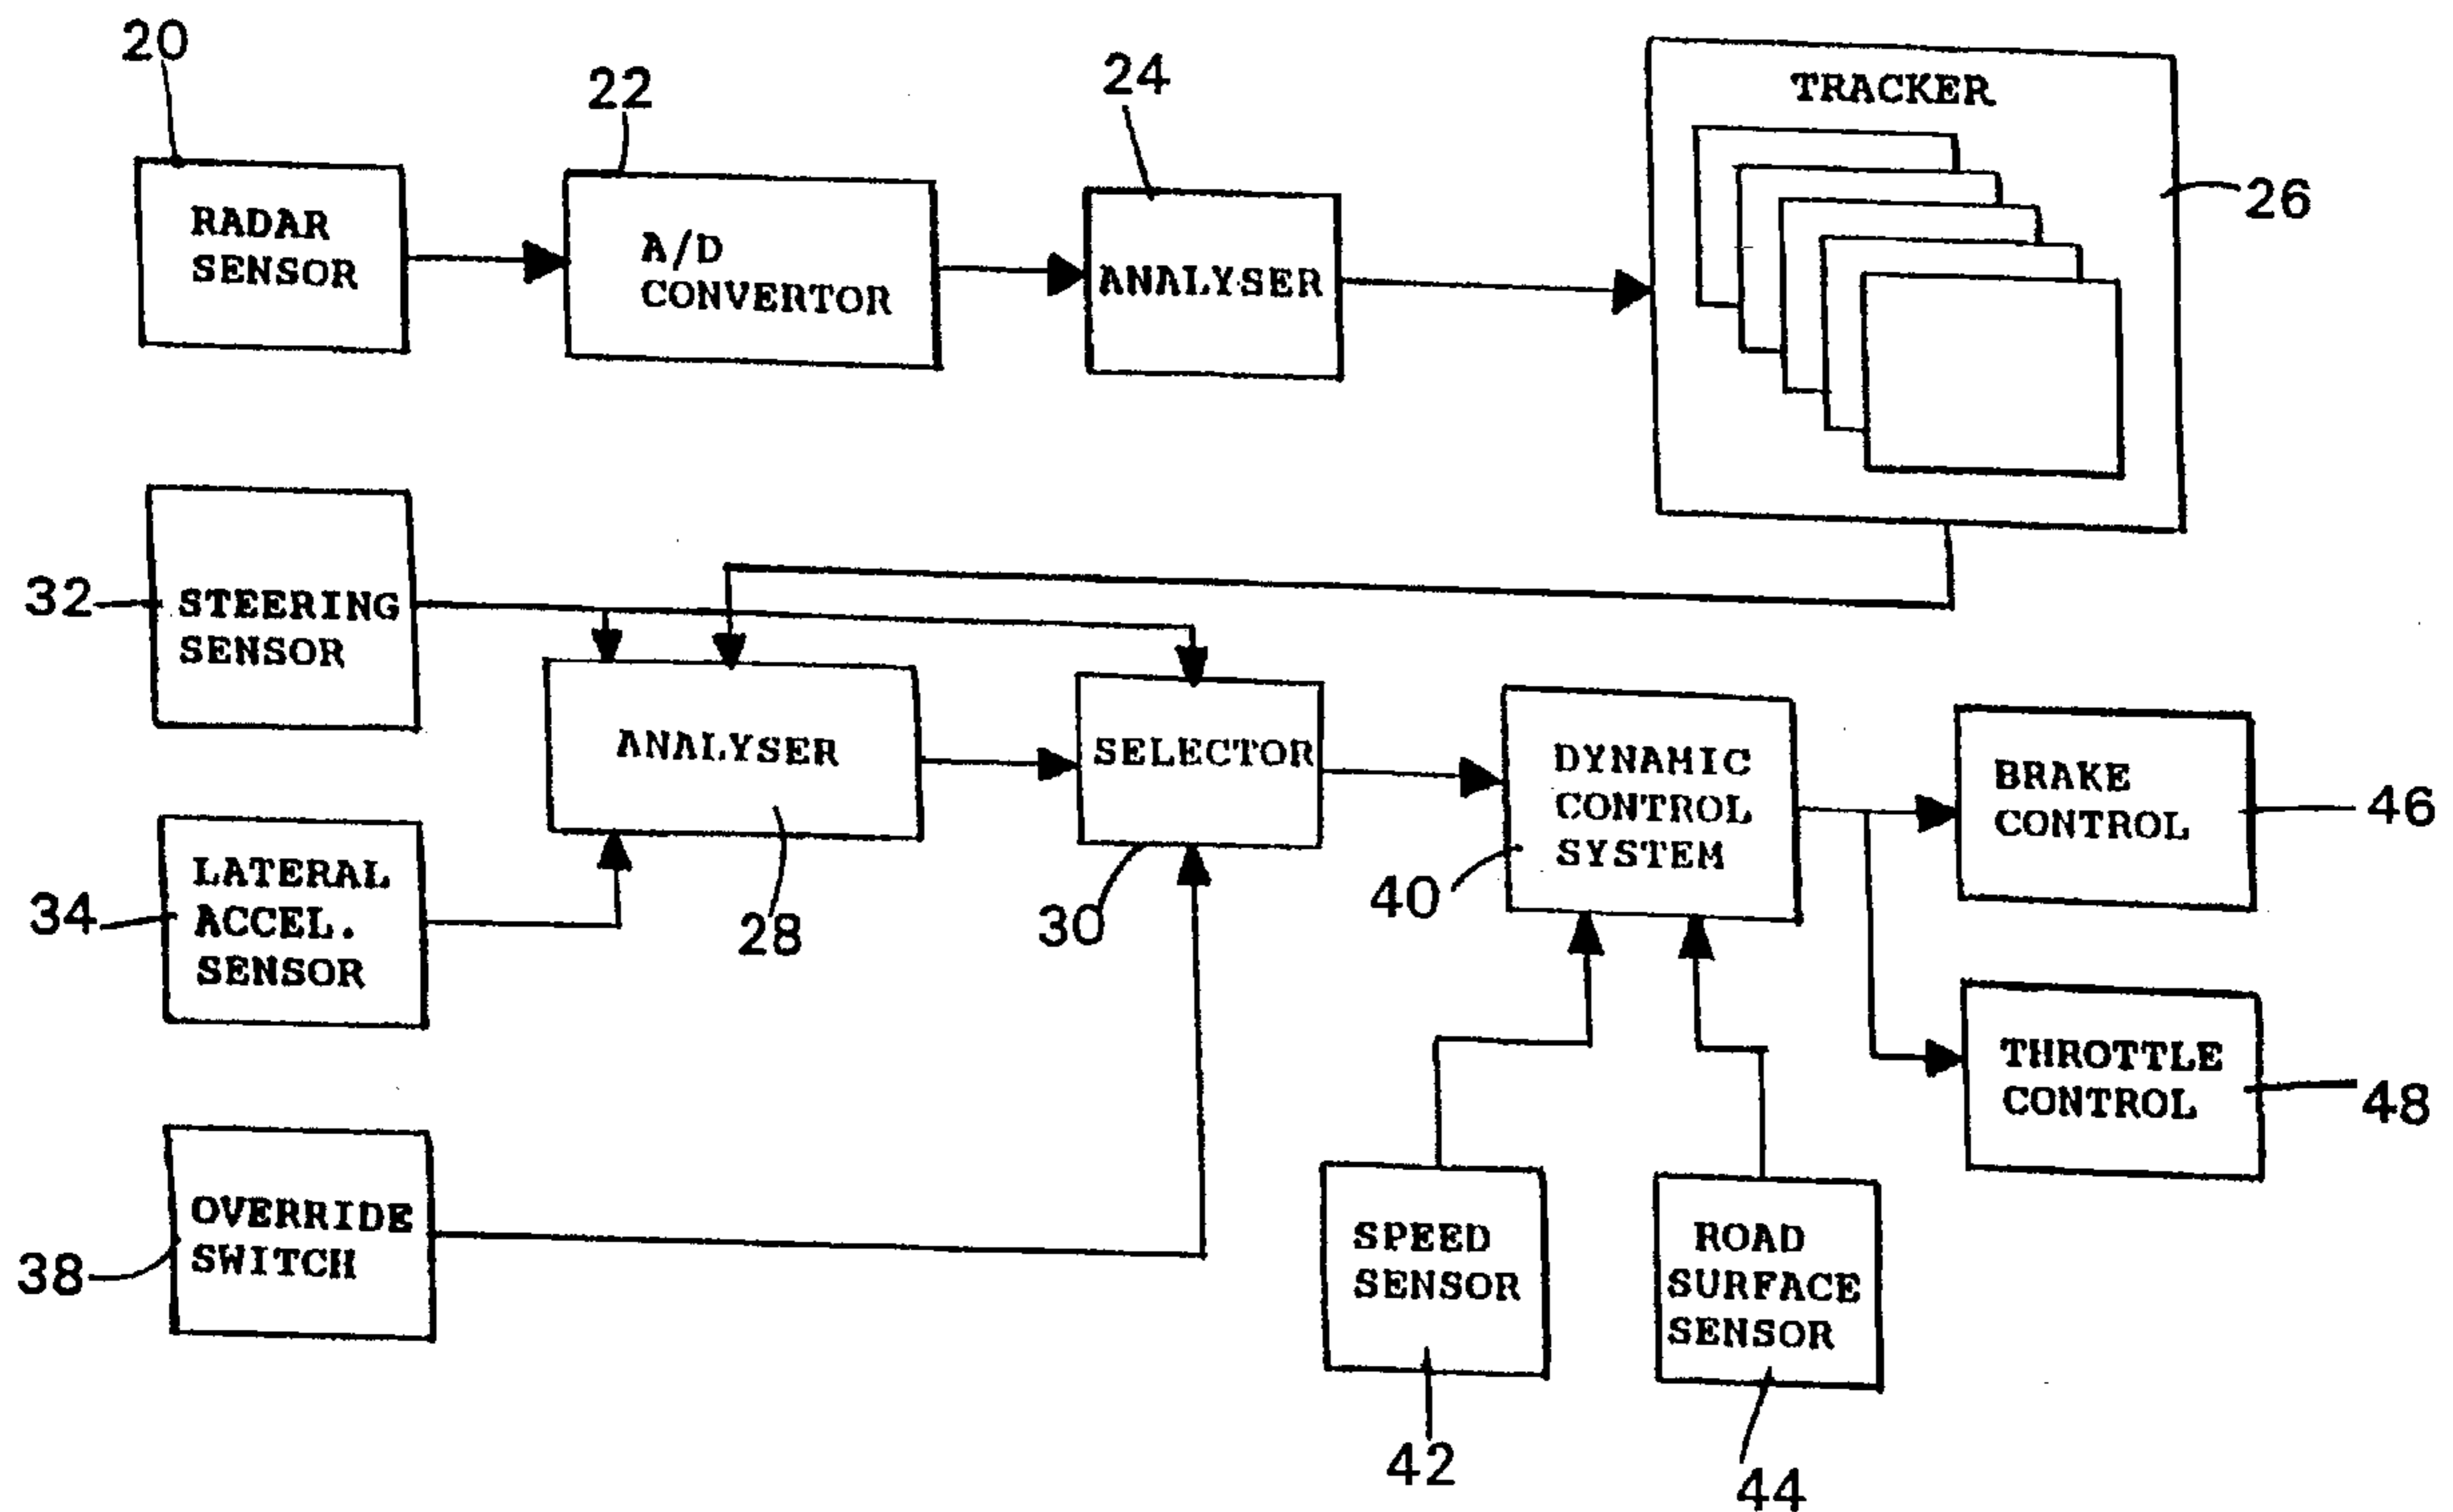 20
22
24
TRACKER
26
RADAR
SENSOR
A/D
CONVERTOR
ANALYSER
32
STEERING
SENSOR
ANALYSER
28
SELECTOR
30
DYNAMIC
CONTROL
SYSTEM
40
BRAKE
CONTROL
46
34
LATERAL
ACCEL.
SENSOR
THROTTLE
CONTROL
48
38
OVERRIDE
SWITCH
SPEED
SENSOR
42
ROAD
SURFACE
SENSOR
44